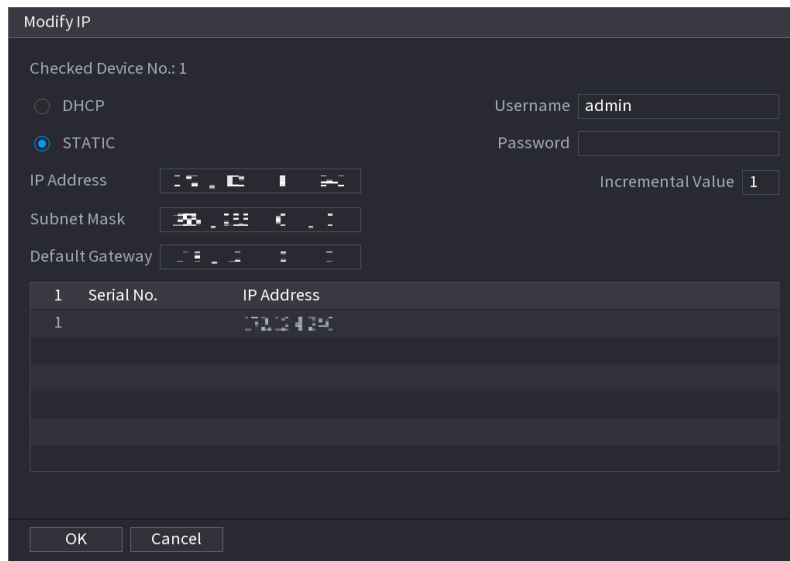 Modify IP
Checked Device No.: 1
DHCP
Username admin
STATIC
Password
IP Address
Incremental Value 1
Subnet Mask
Default Gateway
1 Serial No. IP Address
1
OK Cancel